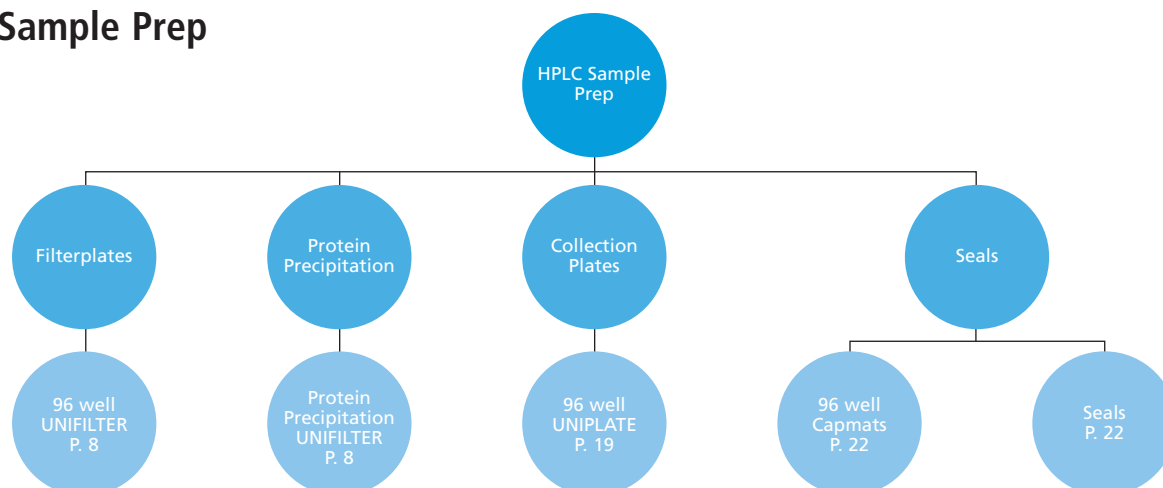 Sample Prep
HPLC Sample
Prep
Filterplates
Protein
Precipitation
Collection
Plates
Seals
96 well
UNIFILTER
P. 8
Protein
Precipitation
UNIFILTER
P. 8
96 well
UNIPLATE
P. 19
96 well
Capmats
P. 22
Seals
P. 22